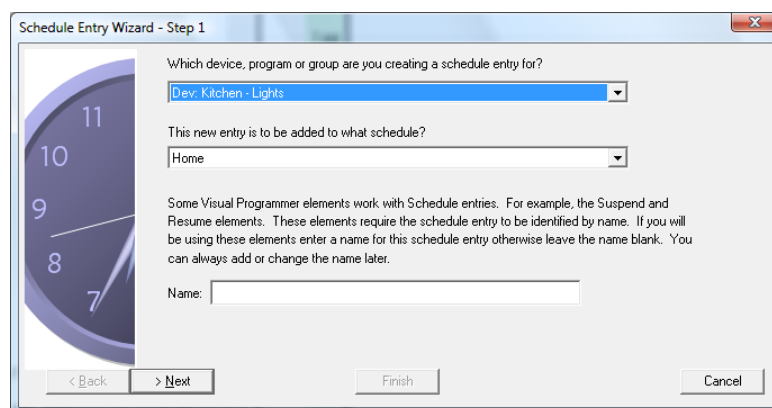 Schedule Entry Wizard - Step 1
Which device, program or group are you creating a schedule entry for?
Dev: Kitchen - Lights
This new entry is to be added to what schedule?
Home
Some Visual Programmer elements work with Schedule entries. For example, the Suspend and
Resume elements. These elements require the schedule entry to be identified by name. If you will
be using these elements enter a name for this schedule entry otherwise leave the name blank. You
can always add or change the name later.
Name:
11
10
9
8
7
< Back
> Next
Finish
Cancel